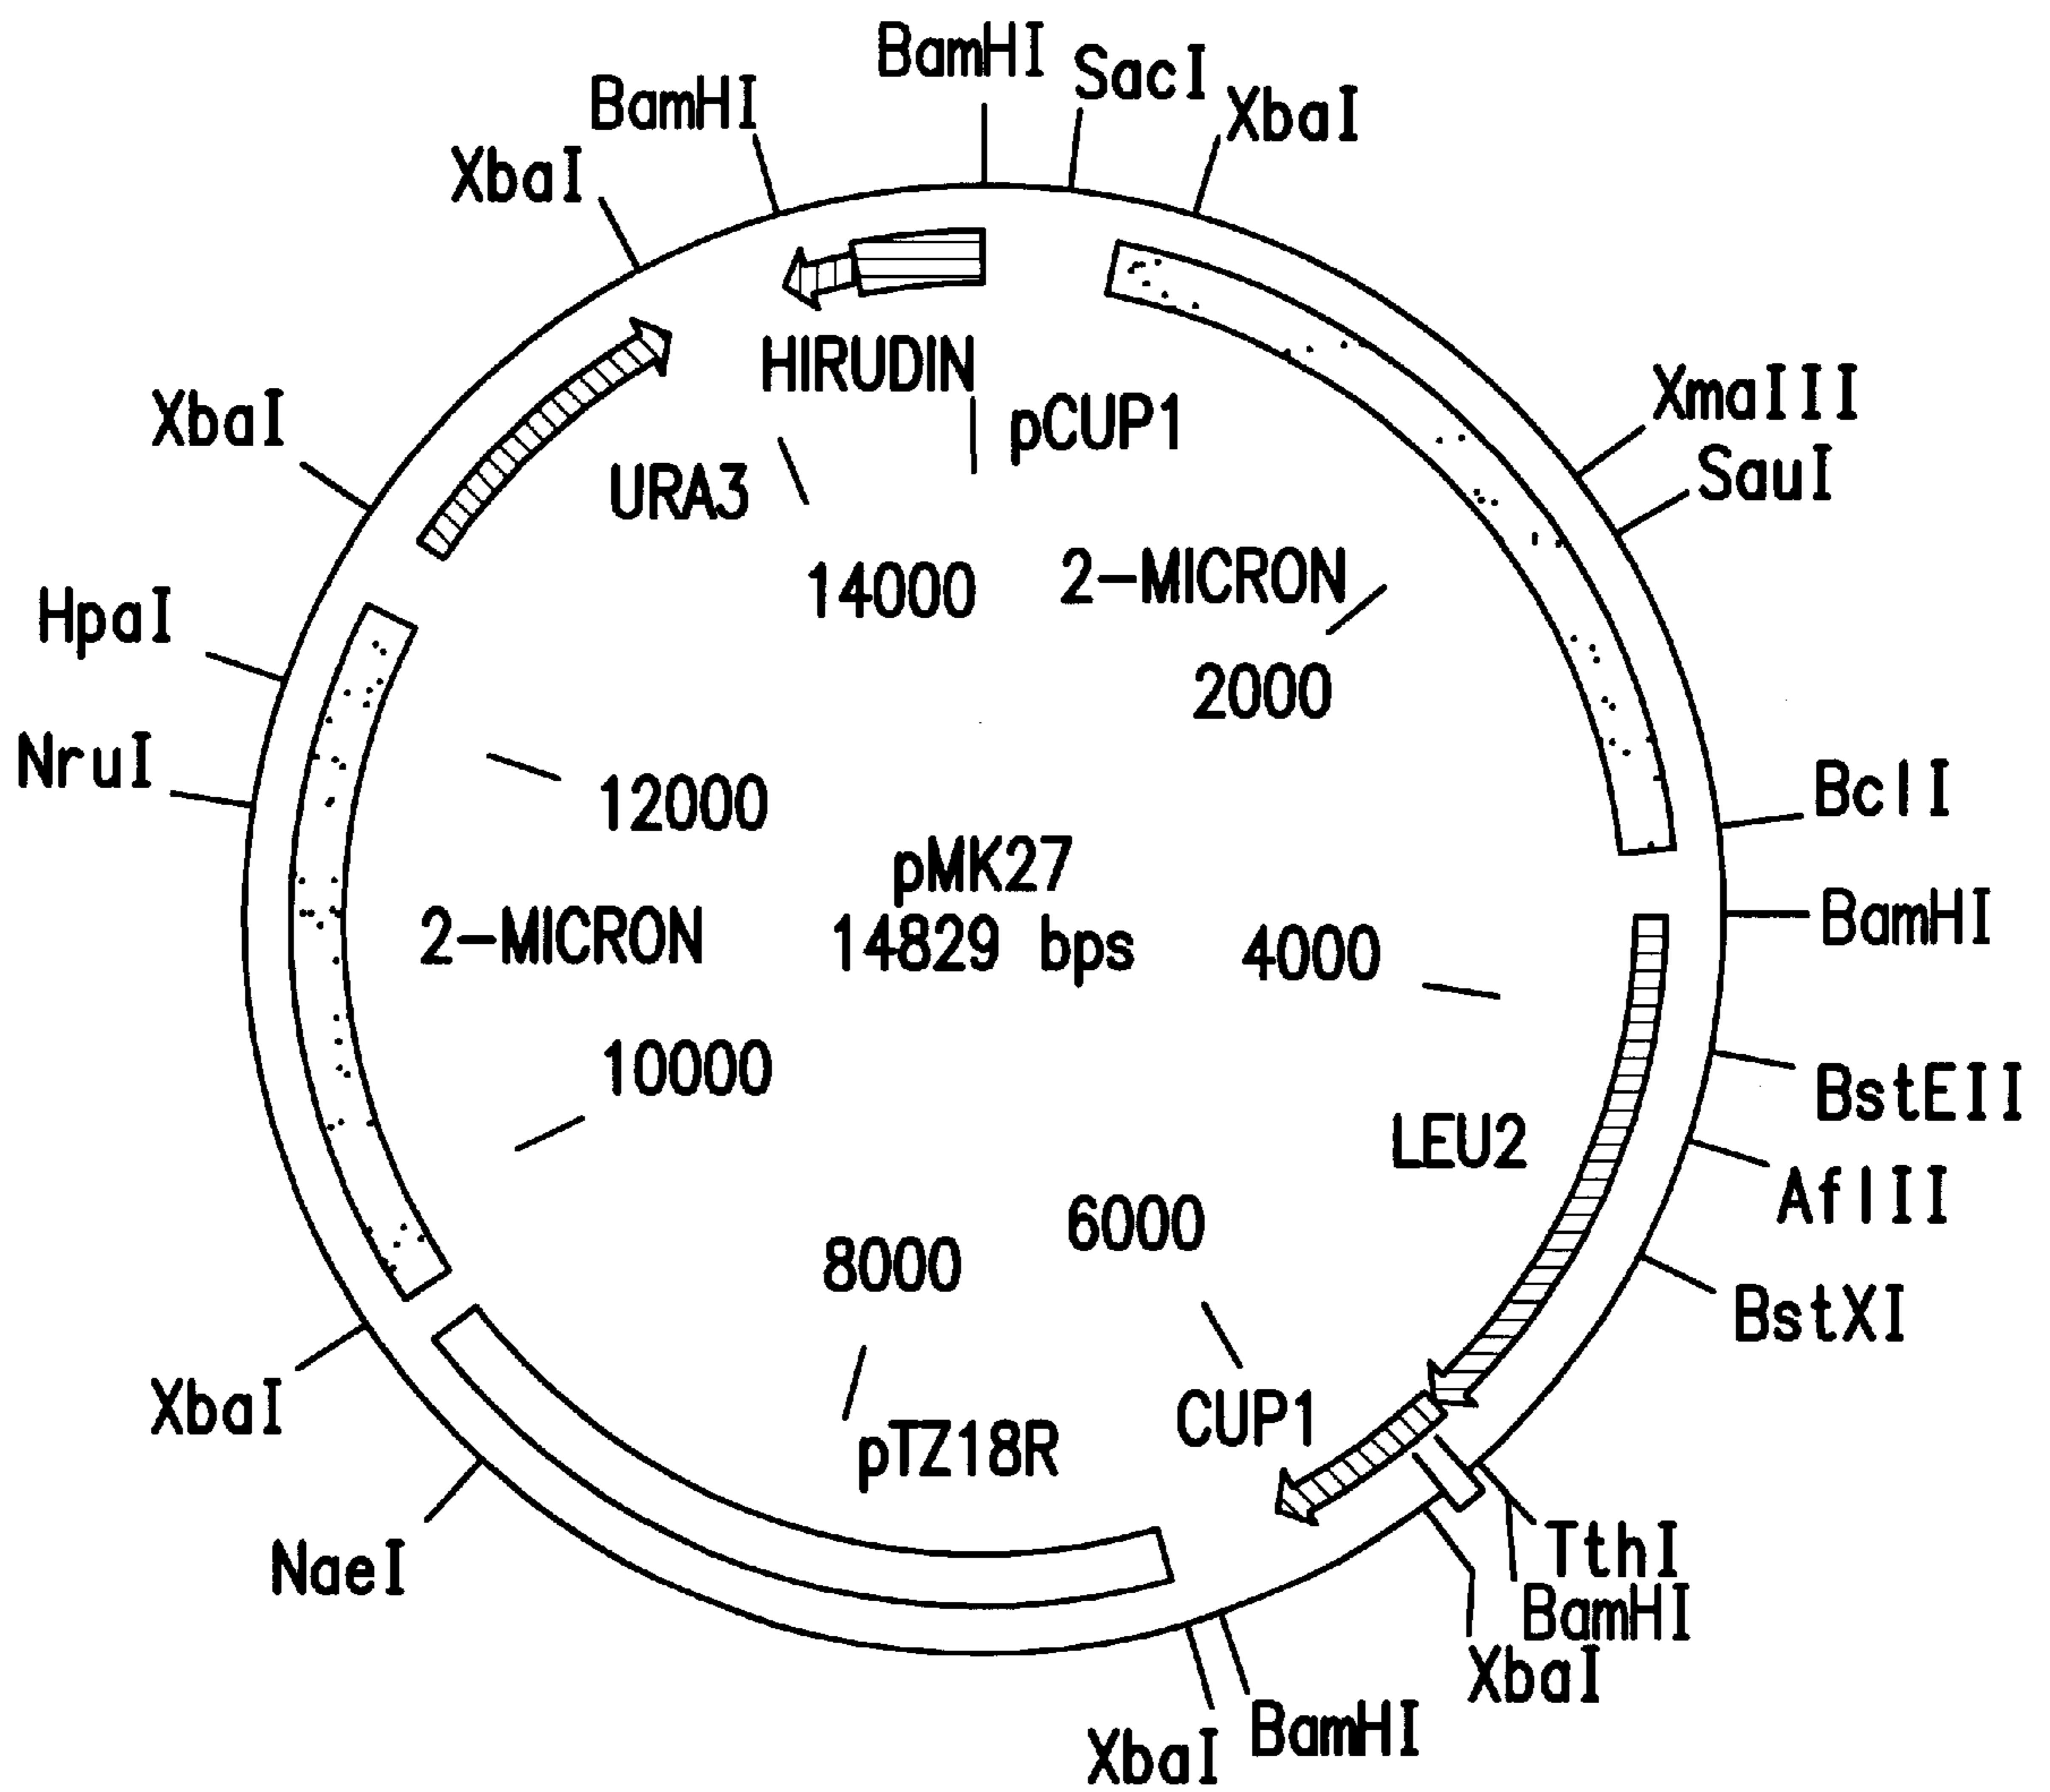 BamHI
SacI
XbaI
BamHI
XbaI
HIRUDIN
pCUP1
XmaIII
SauI
XbaI
URA3
14000
2-MICRON
2000
HpaI
NruI
12000
BclI
pMK27
14829 bps
2-MICRON
4000
BamHI
10000
BstEII
LEU2
AflII
6000
8000
BstXI
XbaI
CUP1
pTZ18R
NaeI
TthI
BamHI
XbaI
BamHI
XbaI